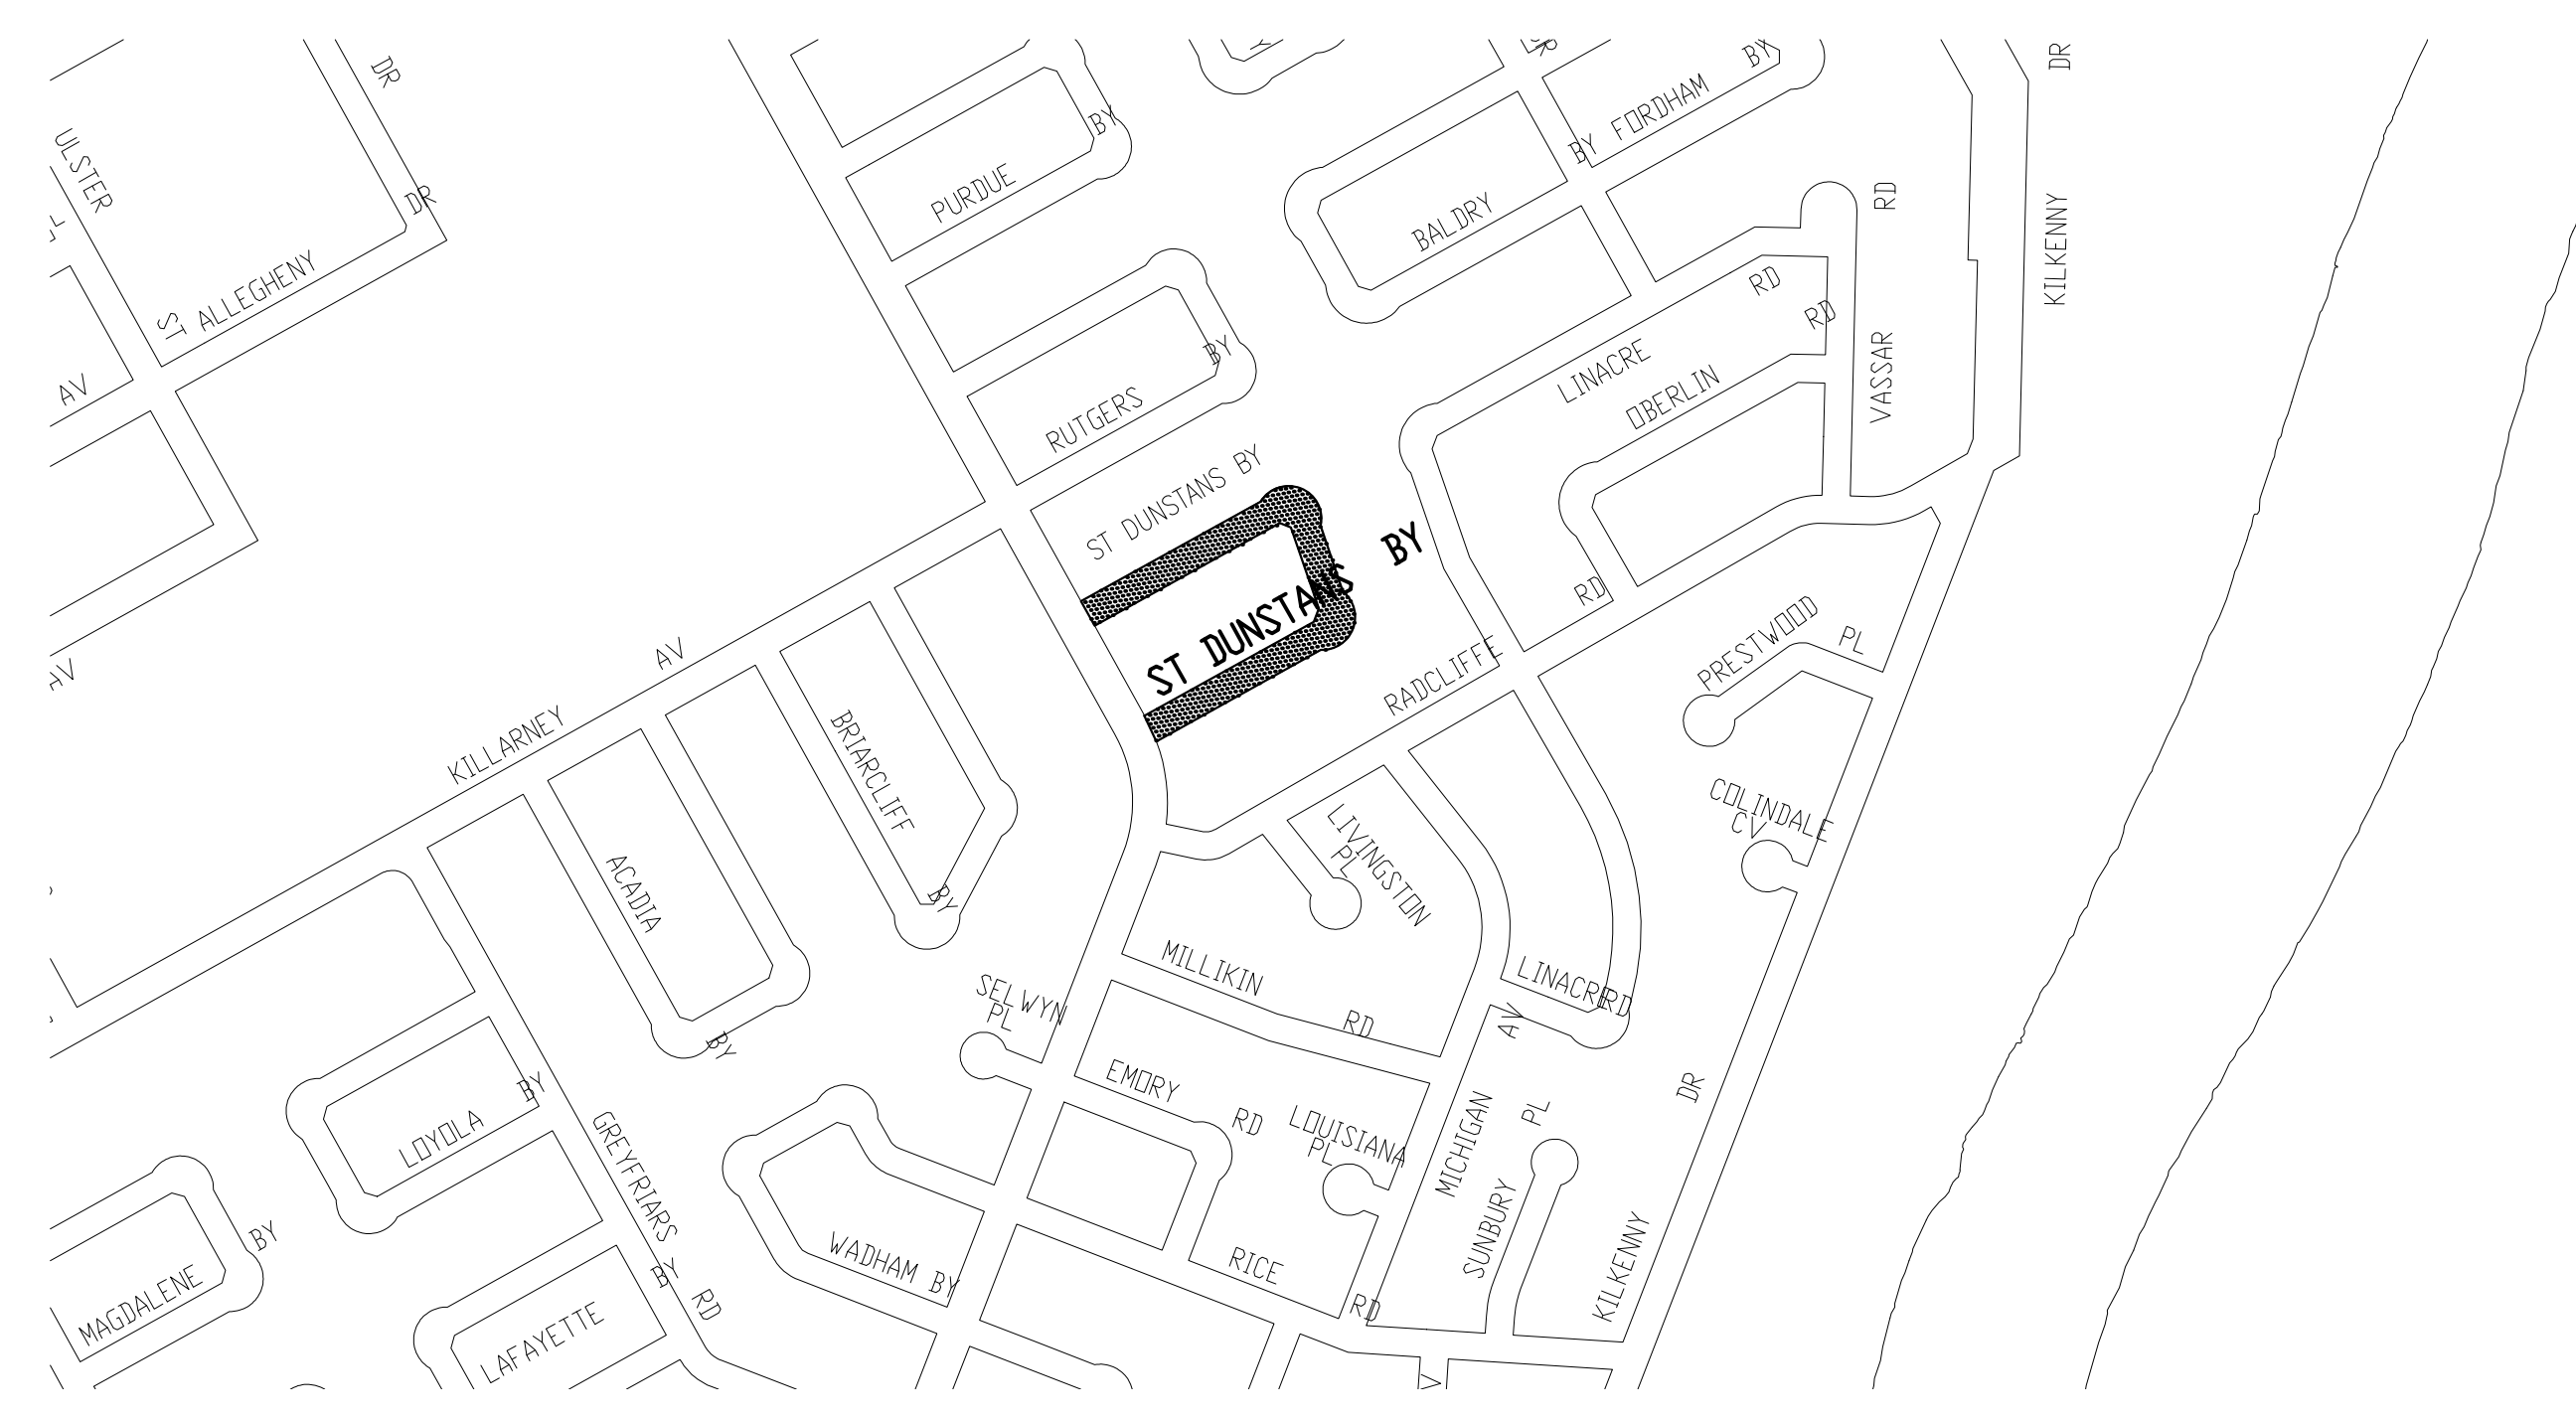 DR
DR
BY
FORDHAM
BY
BY
ULSTER
DR
PURDUE
BALDRY
RD
KILKENNY
ALLEGHENY
ST
RD
RD
AV
BY
RUTGERS
LINACRE
OBERLIN
VASSAR
ST DUNSTANS BY
ST DUNSTANS BY
RD
AV
AV
RADCLIFFE
PRESTWOOD
PL
KILLARNEY
BRIARCLIFF
COLINDALE
CV
LIVINGSTON
PL
ACADIA
BY
MILLIKIN
RD
SELWYN
PL
LINACRE
RD
AV
BY
EMORY
RD
LOUISIANA
PL
MICHIGAN
PL
DR
BY
LOYOLA
GREYFRIARS
RD
SUNBURY
KILKENNY
BY
MAGDALENE
WADHAM BY
RICE
RD
BY
LAFAYETTE